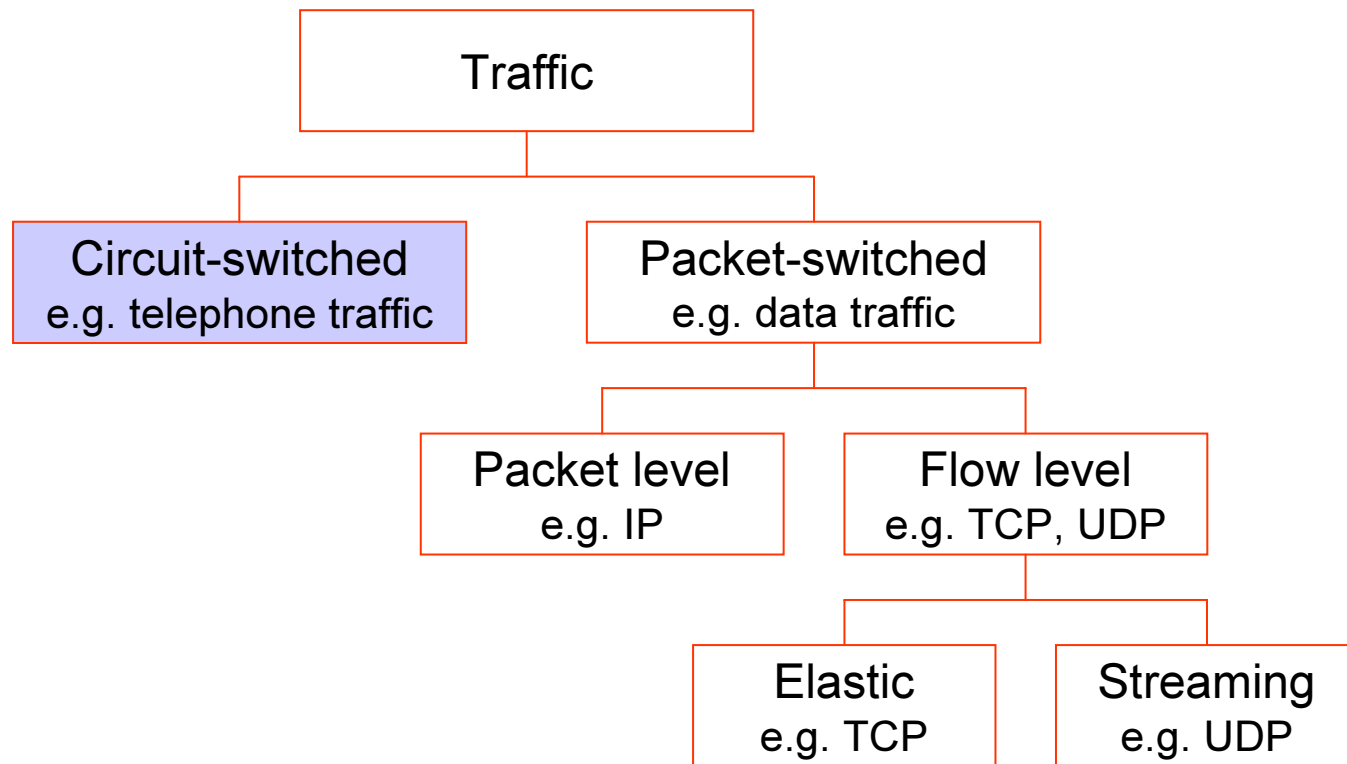 Traffic
Circuit-switched
e.g. telephone traffic
Packet-switched
e.g. data traffic
Packet level
e.g. IP
Flow level
e.g. TCP, UDP
Elastic
e.g. TCP
Streaming
e.g. UDP